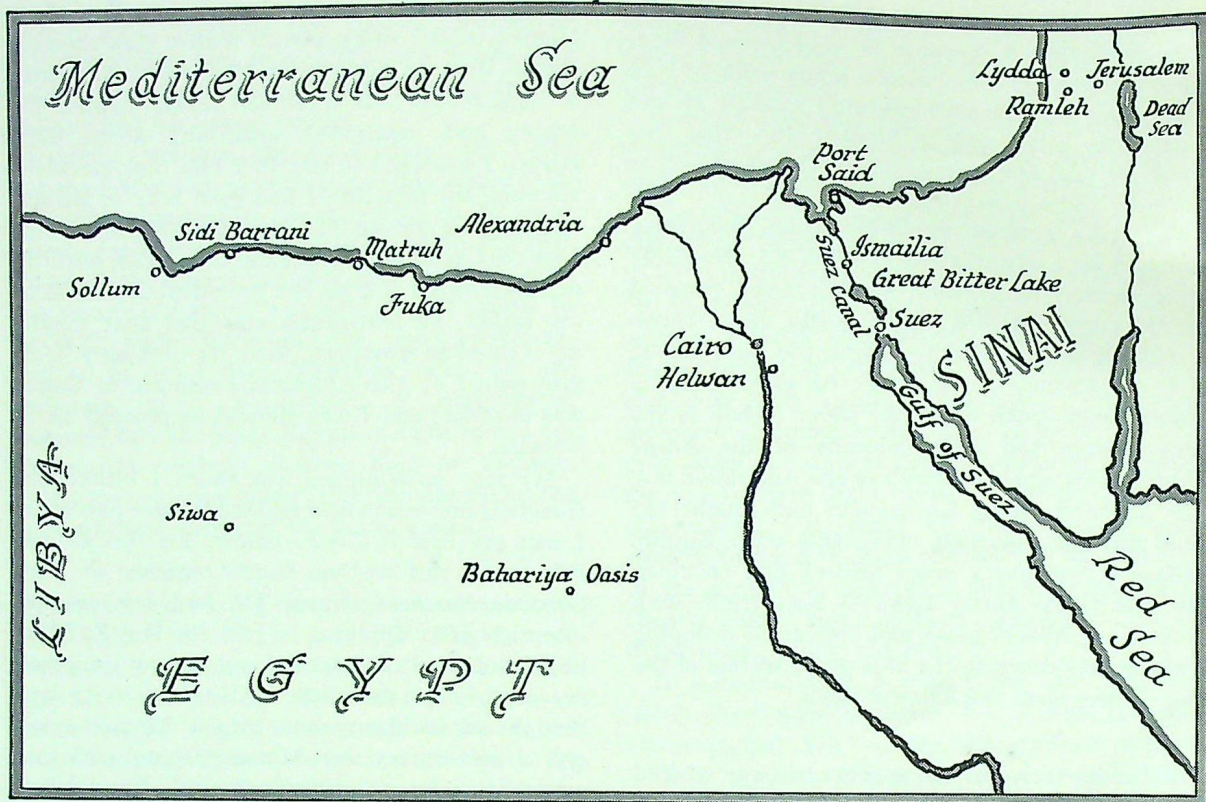 Mediterranean Sea
Lydda
Jerusalem
Ramleh
Dead
Sea
Port
Said
Alexandria
Sidi Barrani
Matruh
Sollum
Fuka
Ismailia
Suez Canal
Great Bitter Lake
Suez
SINAI
Cairo
Helwan
Gulf of Suez
LIBYA
Siwa
Bahariya Oasis
Red Sea
EGYPT